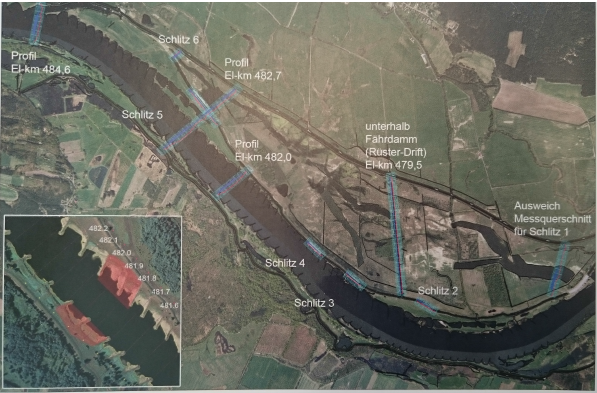 Schlitz 6
Profil
El-km 484,6
Profil
El-km 482,7
Schlitz 5
Profil
El-km 482,0
unterhalb
Fährdamm
(Rüster-Drift)
El-km 479,5
Ausweich
Messquerschnitt
für Schlitz 1
Schlitz 4
Schlitz 3
Schlitz 2
482.2
482.1
482.0
481.9
481.8
481.7
481.6